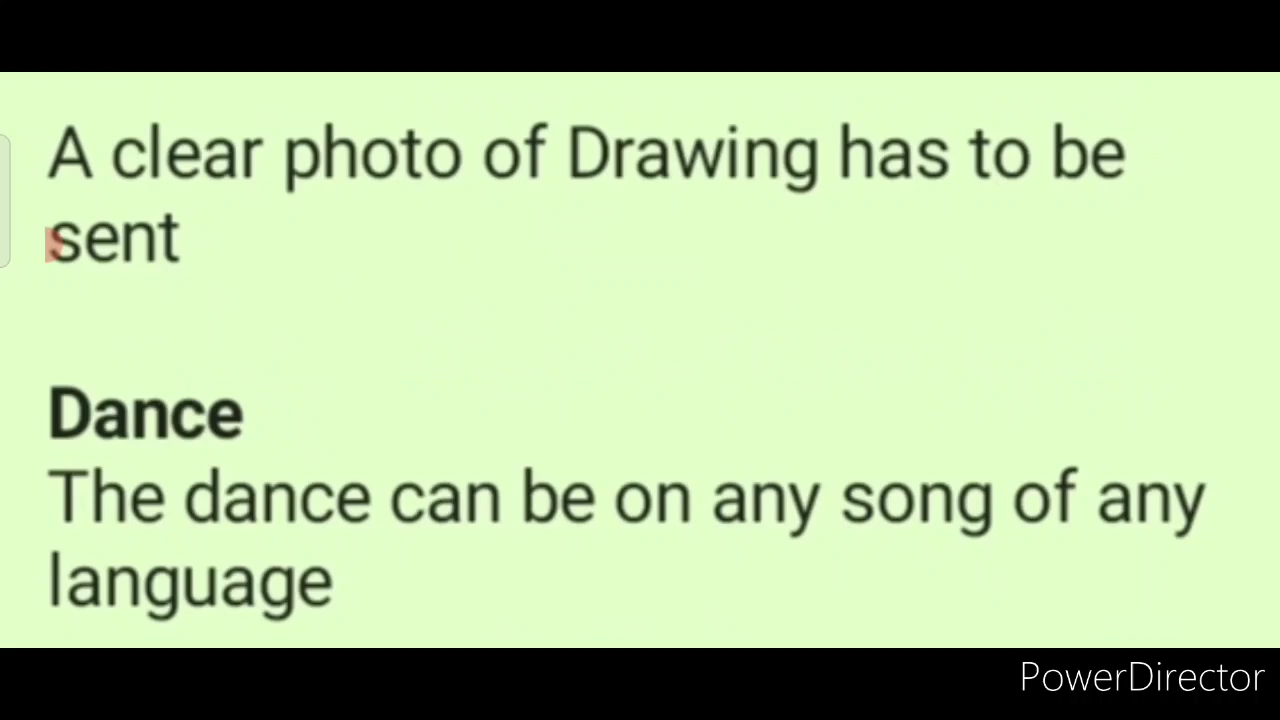 A clear photo of Drawing has to be
sent
Dance
The dance can be on any song of any
language
PowerDirector